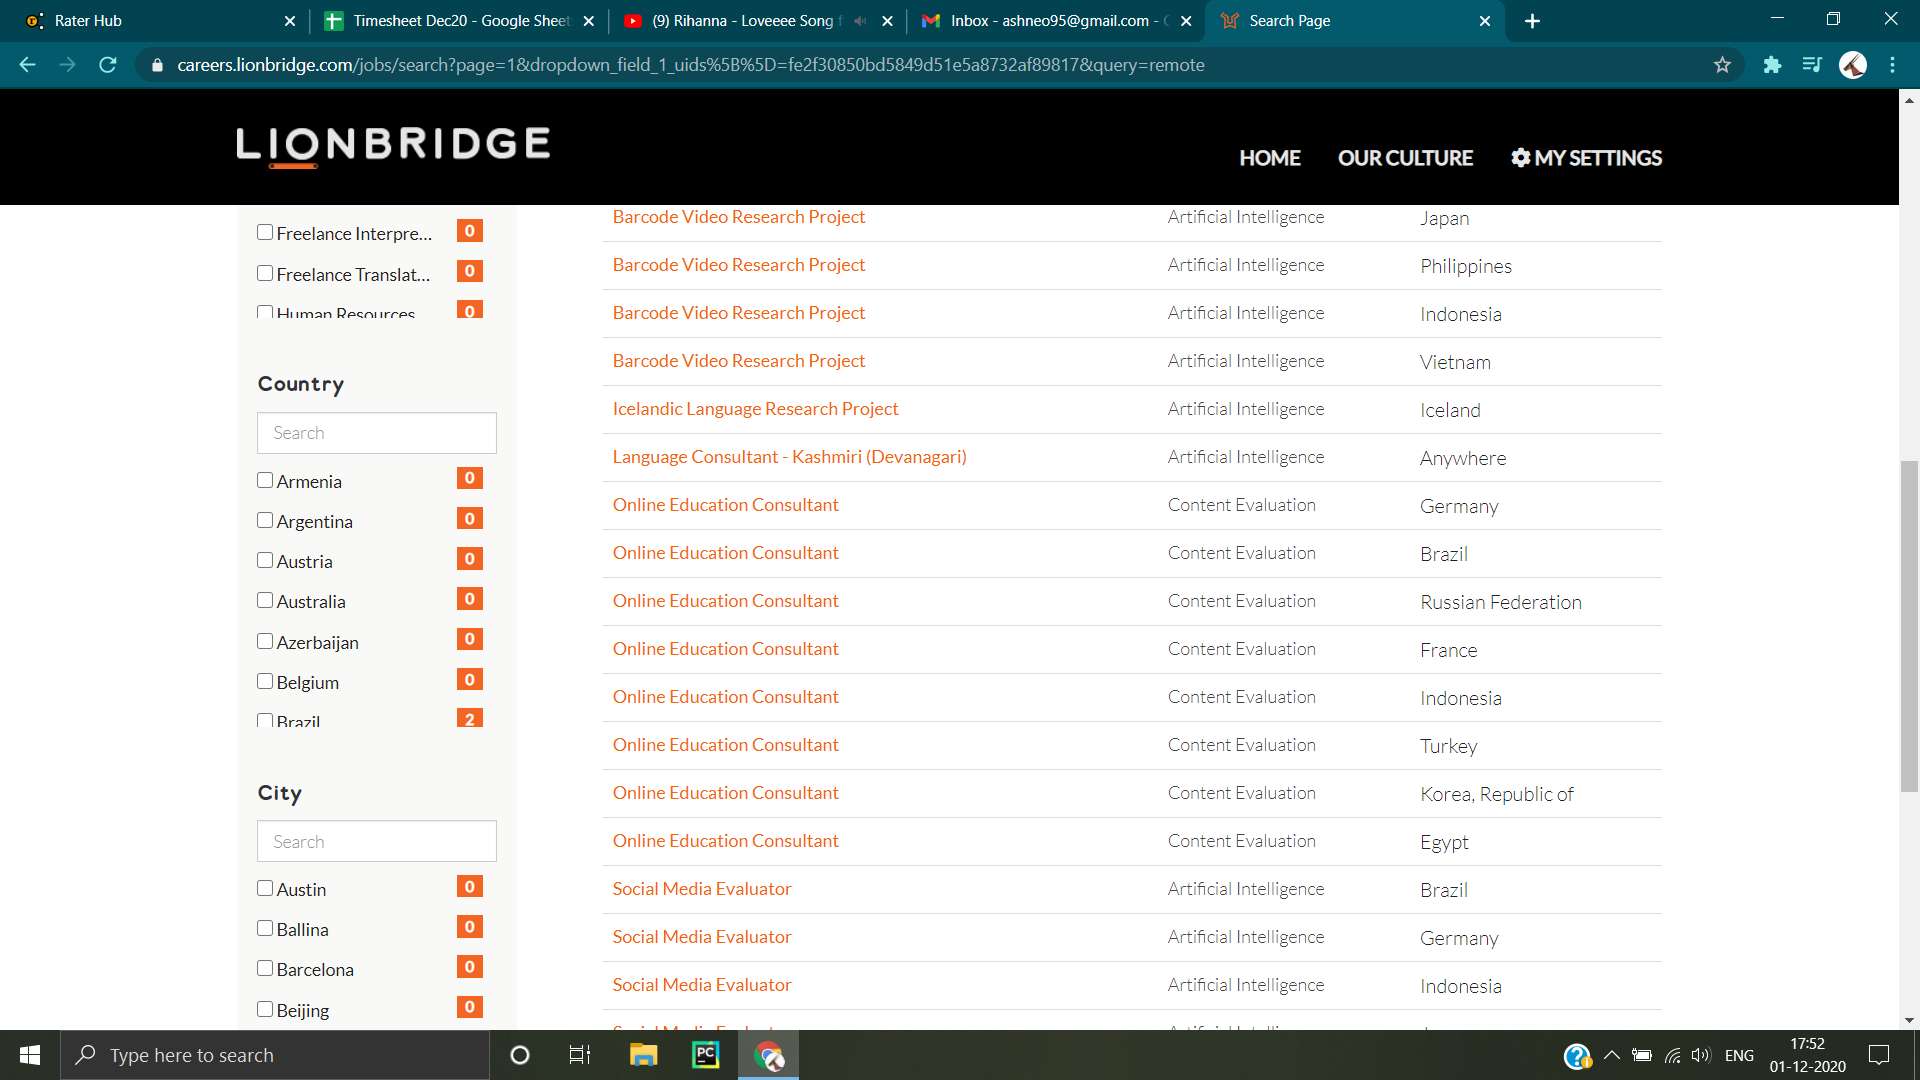 Rater Hub
Timesheet Dec20 - Google Sheet
(9) Rihanna - Loveeee Song f
Inbox - ashneo95@gmail.com -
Search Page
careers.lionbridge.com/jobs/search?page=1&dropdown_field_1_uids%5B%5D=fe2f30850bd5849d51e5a8732af89817&query=remote
LIONBRIDGE
HOME
OUR CULTURE
MY SETTINGS
Freelance Interpre... 0
Freelance Translat... 0
Human Resources 0
Country
Search
Armenia 0
Argentina 0
Austria 0
Australia 0
Azerbaijan 0
Belgium 0
Brazil 2
City
Search
Austin 0
Ballina 0
Barcelona 0
Beijing 0
Barcode Video Research Project Artificial Intelligence Japan
Barcode Video Research Project Artificial Intelligence Philippines
Barcode Video Research Project Artificial Intelligence Indonesia
Barcode Video Research Project Artificial Intelligence Vietnam
Icelandic Language Research Project Artificial Intelligence Iceland
Language Consultant - Kashmiri (Devanagari) Artificial Intelligence Anywhere
Online Education Consultant Content Evaluation Germany
Online Education Consultant Content Evaluation Brazil
Online Education Consultant Content Evaluation Russian Federation
Online Education Consultant Content Evaluation France
Online Education Consultant Content Evaluation Indonesia
Online Education Consultant Content Evaluation Turkey
Online Education Consultant Content Evaluation Korea, Republic of
Online Education Consultant Content Evaluation Egypt
Social Media Evaluator Artificial Intelligence Brazil
Social Media Evaluator Artificial Intelligence Germany
Social Media Evaluator Artificial Intelligence Indonesia
Type here to search
PC
ENG
17:52
01-12-2020